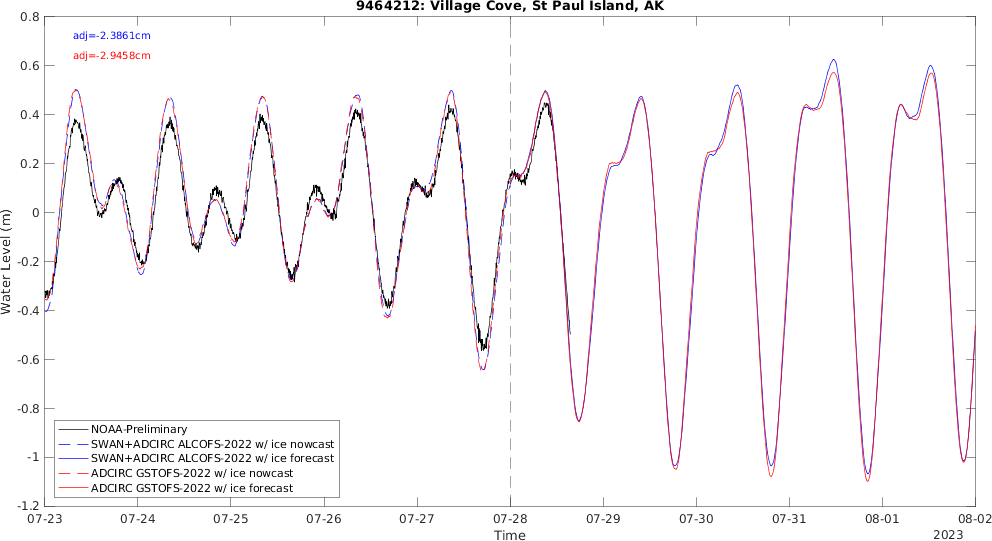 9464212: Village Cove, St Paul Island, AK
adj=-2.3861cm
adj=-2.9458cm
0.8
0.6
0.4
0.2
0
-0.2
-0.4
-0.6
-0.8
-1
-1.2
Water Level (m)
NOAA-Preliminary
SWAN+ADCIRC ALCOFS-2022 w/ ice nowcast
SWAN+ADCIRC ALCOFS-2022 w/ ice forecast
ADCIRC GSTOFS-2022 w/ ice nowcast
ADCIRC GSTOFS-2022 w/ ice forecast
07-23 07-24 07-25 07-26 07-27 07-28 07-29 07-30 07-31 08-01 08-02
Time
2023